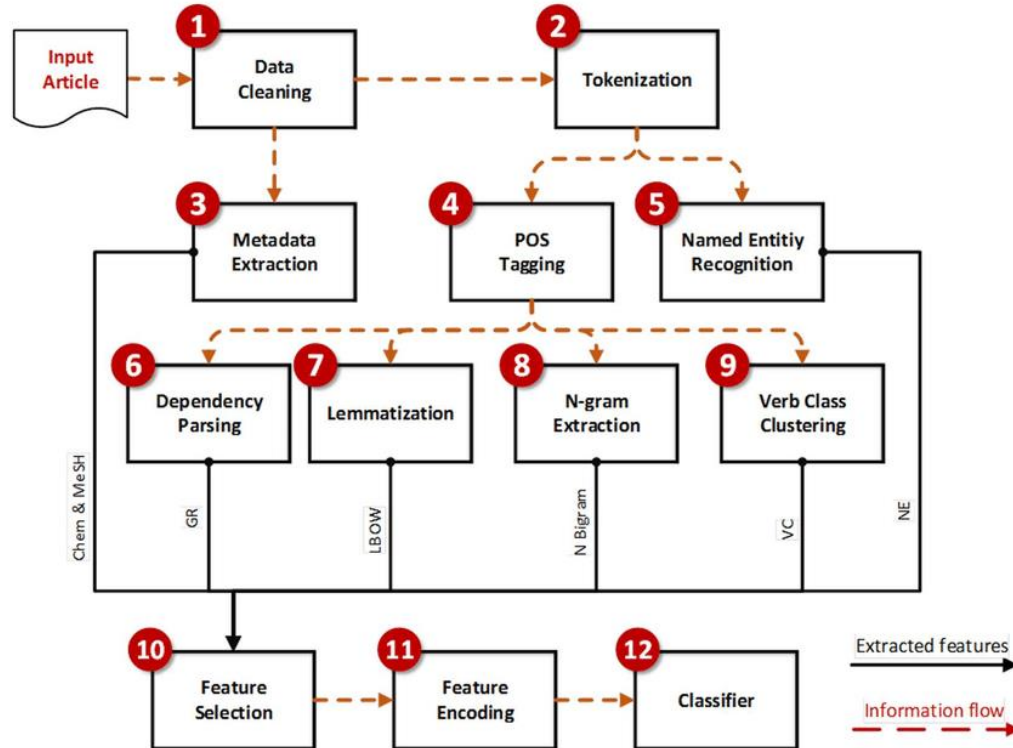 Input
Article
1
Data
Cleaning
2
Tokenization
3
Metadata
Extraction
4
POS
Tagging
5
Named Entitiy
Recognition
6
Dependency
Parsing
7
Lemmatization
8
N-gram
Extraction
9
Verb Class
Clustering
Chem & MeSH
GR
LBOW
N Bigram
VC
NE
10
Feature
Selection
11
Feature
Encoding
12
Classifier
Extracted features
Information flow